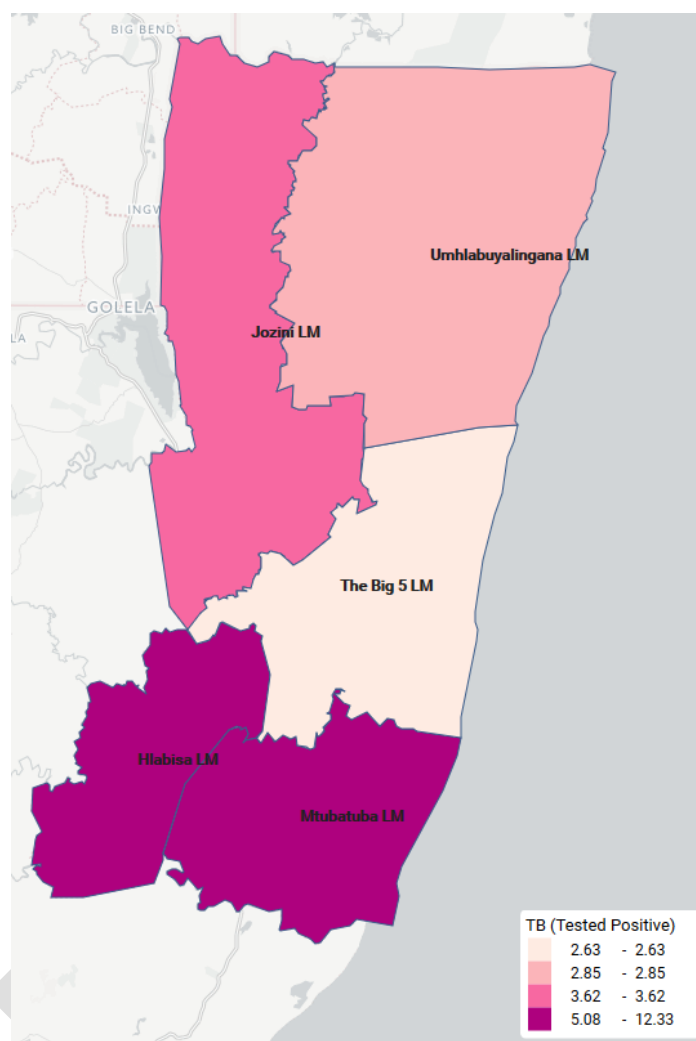 BIG BEND
INGW
Umhlabuyalingana LM
GOLELA
Jozini LM
LA
The Big 5 LM
Hlabisa LM
Mtubatuba LM
TB (Tested Positive)
2.63 - 2.63
2.85 - 2.85
3.62 - 3.62
5.08 - 12.33